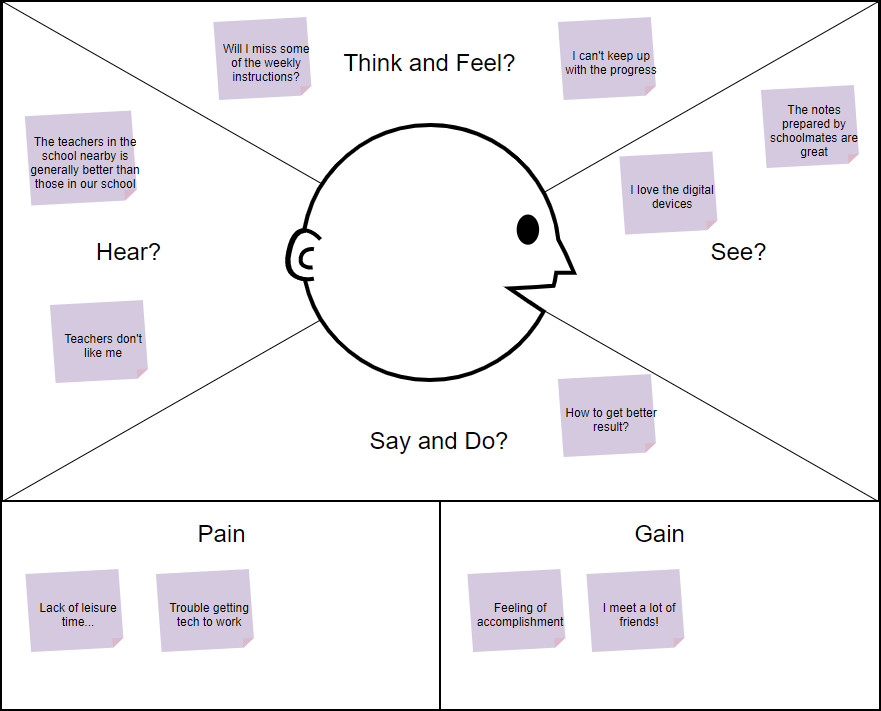 Will I miss some
of the weekly
instructions?
Think and Feel?
I can't keep up
with the progress
The teachers in the
school nearby is
generally better than
those in our school
The notes
prepared by
schoolmates are
great
I love the digital
devices
Hear?
See?
Teachers don't
like me
How to get better
result?
Say and Do?
Pain
Lack of leisure
time...
Trouble getting
tech to work
Gain
Feeling of
accomplishment
I meet a lot of
friends!